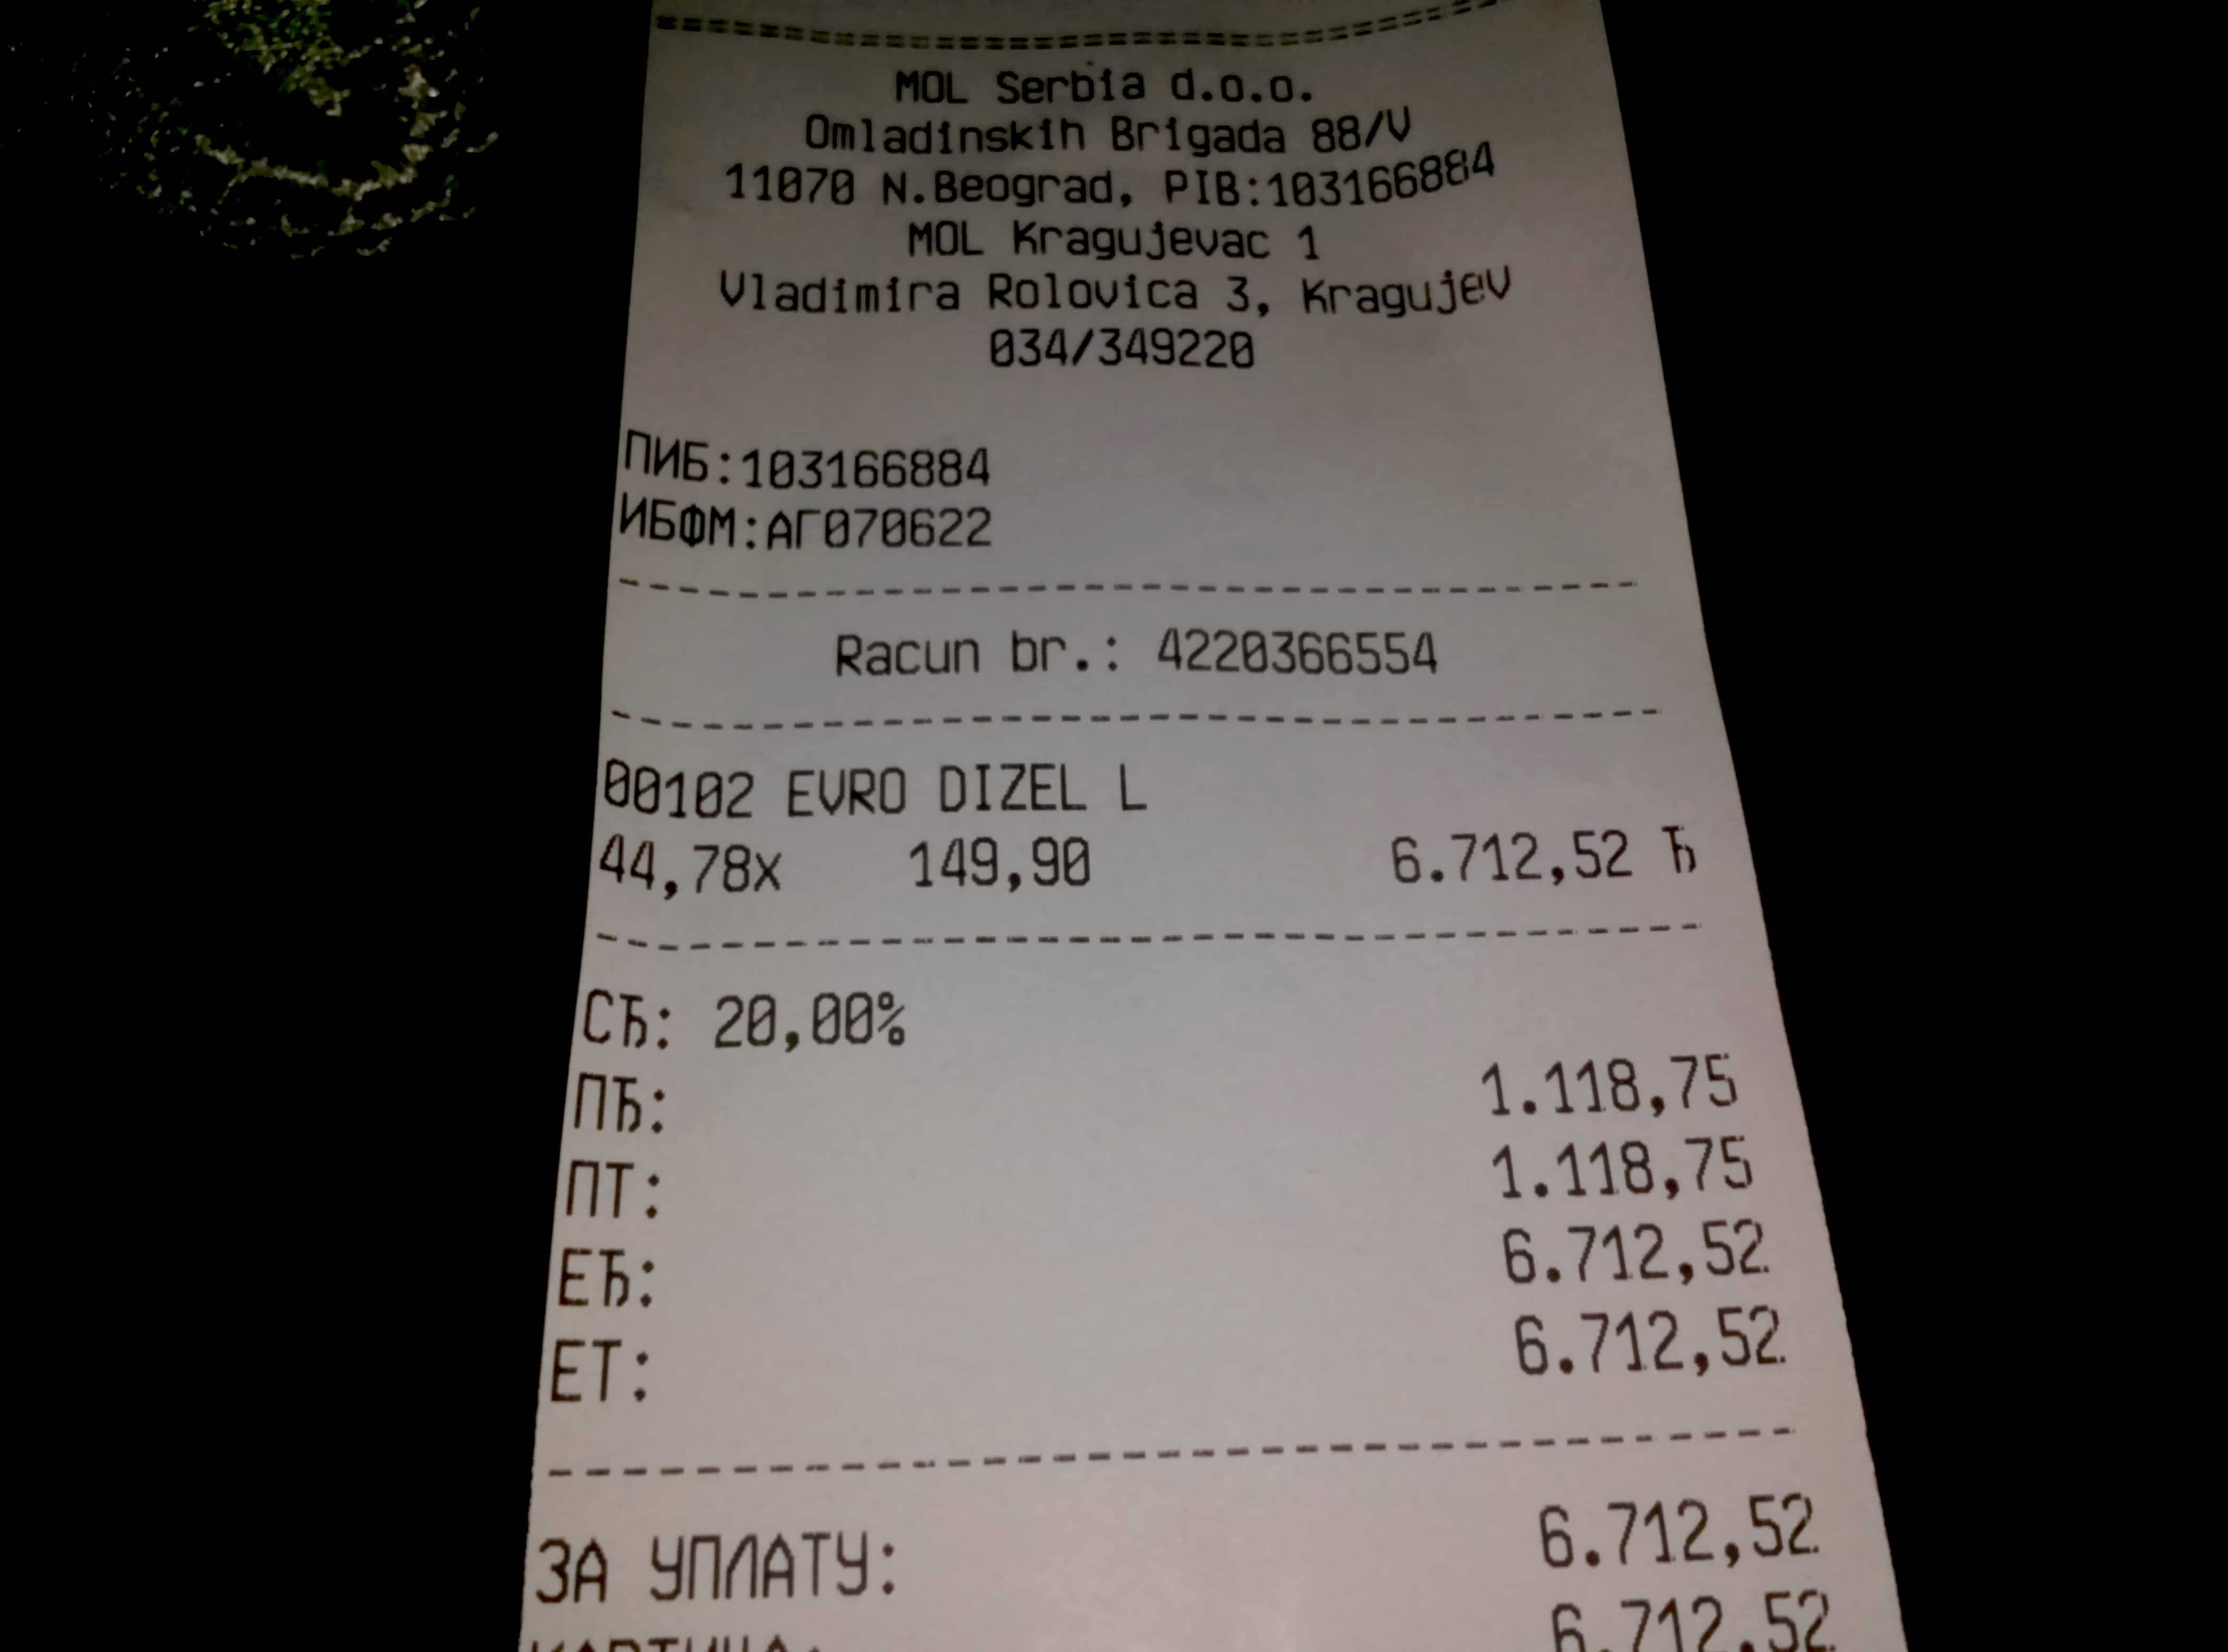 MOL Serbia d.o.o.
Omladinskih Brigada 88/V
11070 N.Beograd, PIB:103166884
MOL Kragujevac 1
Vladimira Rolovica 3, Kragujev
034/349220
ПИБ:103166884
ИБФМ:АГ070622
Racun br.: 4220366554
00102 EVRO DIZEL L
44,78x 149,90 6.712,52 Ђ
СЂ: 20,00%
ПЂ: 1.118,75
ПТ: 1.118,75
ЕЂ: 6.712,52
ЕТ: 6.712,52
ЗА УПЛАТУ: 6.712,52
КАРТИЦА: 6.712,52